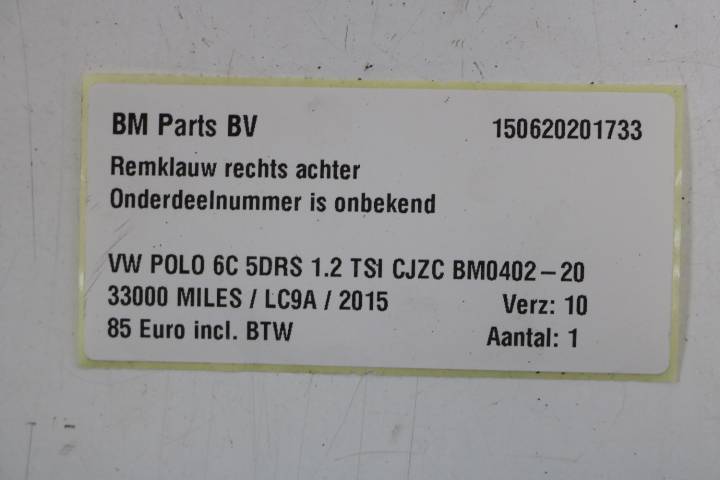 BM Parts BV 150620201733
Remklauw rechts achter
Onderdeelnummer is onbekend
VW POLO 6C 5DRS 1.2 TSI CJZC BM0402-20
33000 MILES / LC9A / 2015 Verz: 10
85 Euro incl. BTW Aantal: 1